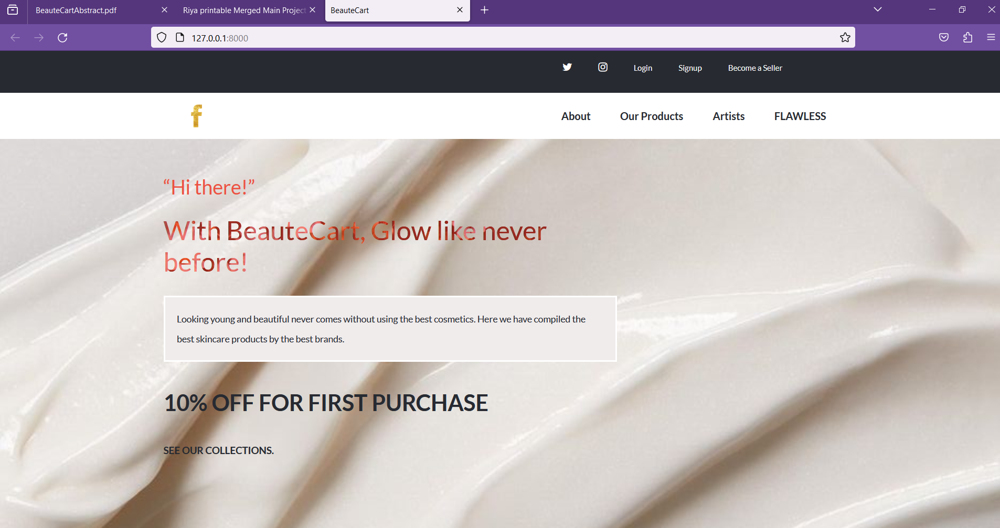 BeauteCartAbstract.pdf
Riya printable Merged Main Project
BeauteCart
127.0.0.1:8000
Login Signup Become a Seller
f
About Our Products Artists FLAWLESS
“Hi there!”
With BeauteCart, Glow like never
before!
Looking young and beautiful never comes without using the best cosmetics. Here we have compiled the
best skincare products by the best brands.
10% OFF FOR FIRST PURCHASE
SEE OUR COLLECTIONS.